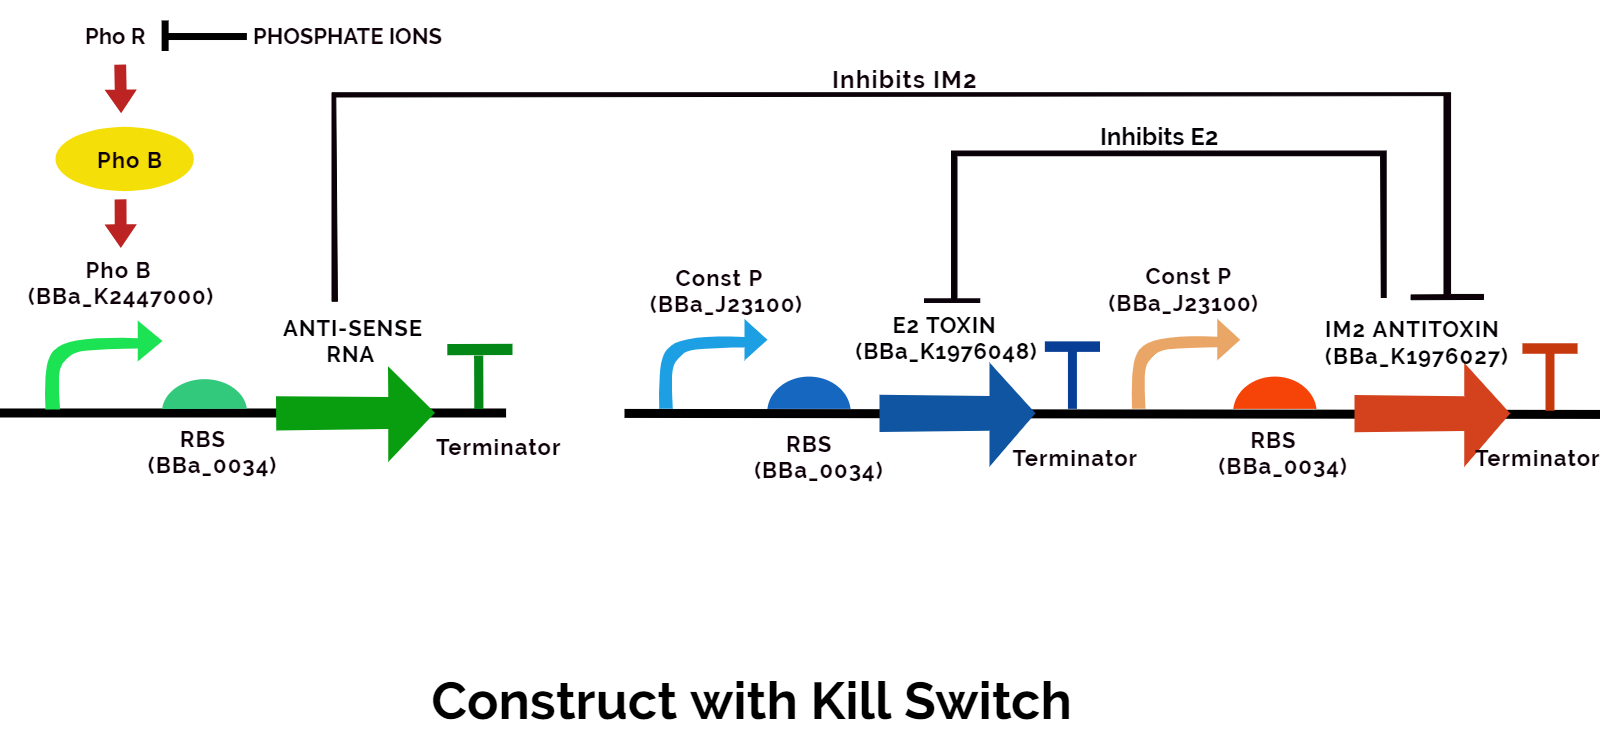 Pho R
PHOSPHATE IONS
Inhibits IM2
Inhibits E2
Pho B
Pho B
(BBa_K2447000)
ANTI-SENSE
RNA
RBS
(BBa_0034)
Terminator
Const P
(BBa_J23100)
E2 TOXIN
(BBa_K1976048)
RBS
(BBa_0034)
Terminator
Const P
(BBa_J23100)
IM2 ANTITOXIN
(BBa_K1976027)
RBS
(BBa_0034)
Terminator
Construct with Kill Switch